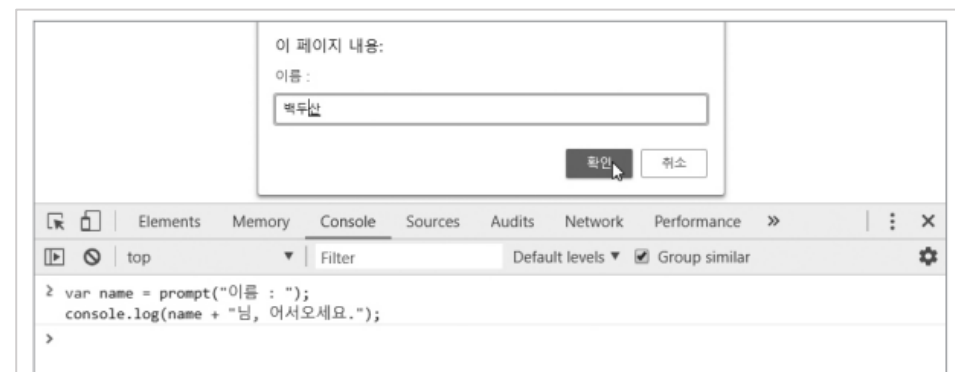 이 페이지 내용:
이름 :
백두산
확인 취소
Elements Memory Console Sources Audits Network Performance »
top ▼ Filter Default levels ▼ Group similar
var name = prompt("이름 : ");
console.log(name + "님, 어서오세요.");
>